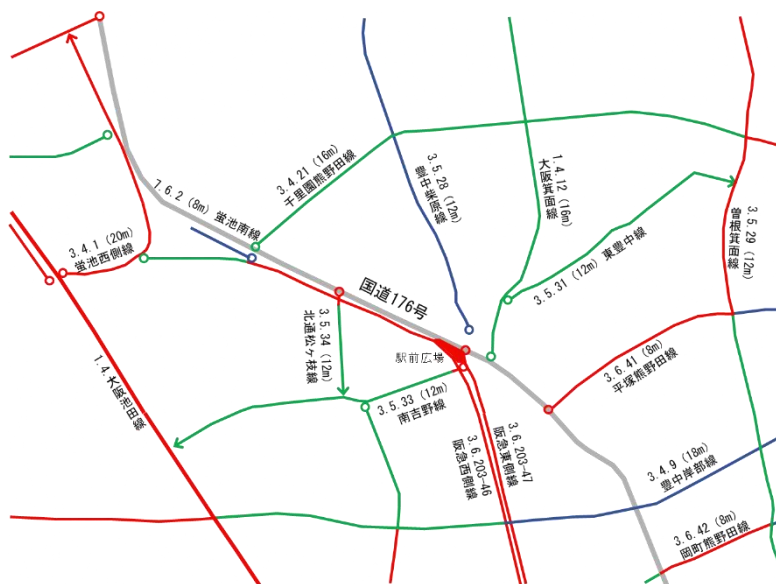 3.4.21 (16m)
千里園熊野田線
3.5.28 (12m)
豊中柴原線
1.4.12 (16m)
大阪箕面線
7.6.2 (8m) 蛍池南線
3.4.1 (20m)
蛍池西側線
3.5.29 (12m)
曽根箕面線
3.5.31 (12m) 東豊中線
国道176号
3.5.34 (12m)
北通松ヶ枝線
駅前広場
1.4.大阪池田線
3.5.33 (12m)
南吉野線
3.6.41 (8m)
平塚熊野田線
3.6.203-46
阪急西側線
3.6.203-47
阪急東側線
3.4.9 (18m)
豊中岸部線
3.6.42 (8m)
岡町熊野田線